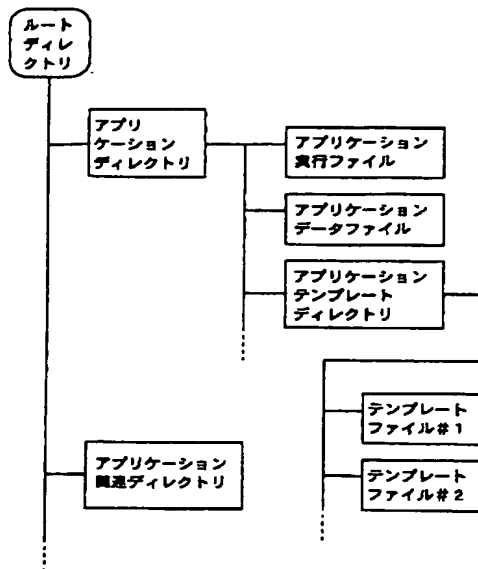 ルート
ディレ
クトリ
アプリ
ケーション
ディレクトリ
アプリケーション
実行ファイル
アプリケーション
データファイル
アプリケーション
テンプレート
ディレクトリ
テンプレート
ファイル＃１
アプリケーション
関連ディレクトリ
テンプレート
ファイル＃２